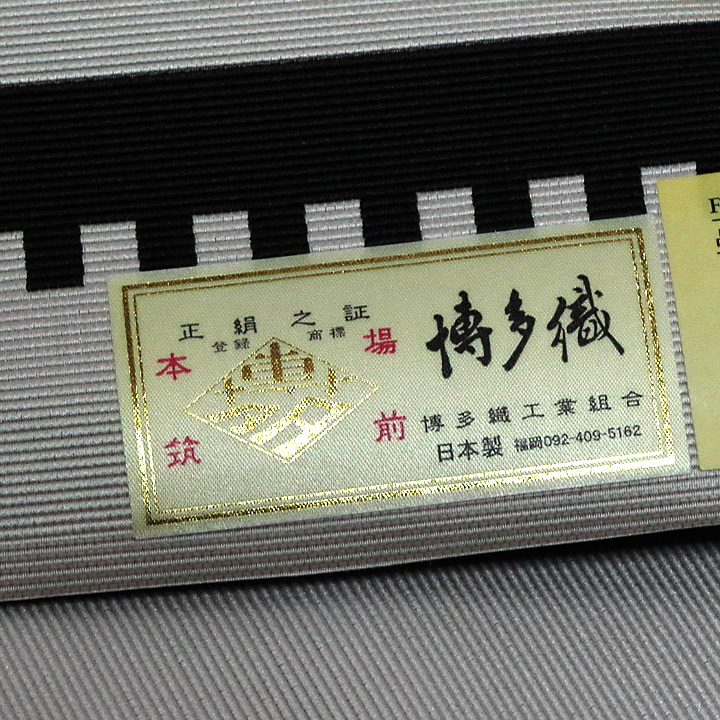 正絹之証
登録 商標
本場
筑前
博多織
博多織工業組合
日本製 福岡092-409-5162